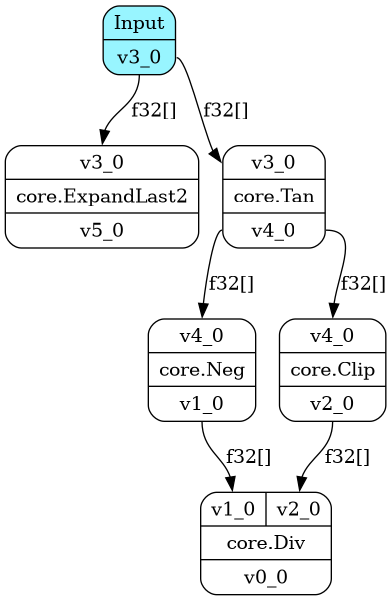 Input
v3_0
f32[]
f32[]
v3_0
core.ExpandLast2
v5_0
v3_0
core.Tan
v4_0
f32[]
f32[]
v4_0
core.Neg
v1_0
v4_0
core.Clip
v2_0
f32[]
f32[]
v1_0
v2_0
core.Div
v0_0